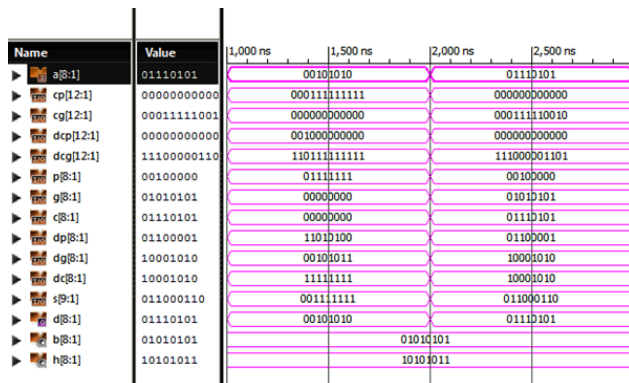 Name Value 1,000 ns 1,500 ns 2,000 ns 2,500 ns
a[8:1] 01110101 00101010 01110101
cp[12:1] 00000000000 000111111111 000000000000
cg[12:1] 00011111001 000000000000 000111110010
dcp[12:1] 00000000000 001000000000 000000000000
dcg[12:1] 11100000110 110111111111 111000001101
p[8:1] 00100000 01111111 00100000
g[8:1] 01010101 00000000 01010101
c[8:1] 01110101 00000000 01110101
dp[8:1] 01100001 11010100 01100001
dg[8:1] 10001010 00101011 10001010
dc[8:1] 10001010 11111111 10001010
s[9:1] 011000110 001111111 011000110
d[8:1] 01110101 00101010 01110101
b[8:1] 01010101 01010101
h[8:1] 10101011 10101011